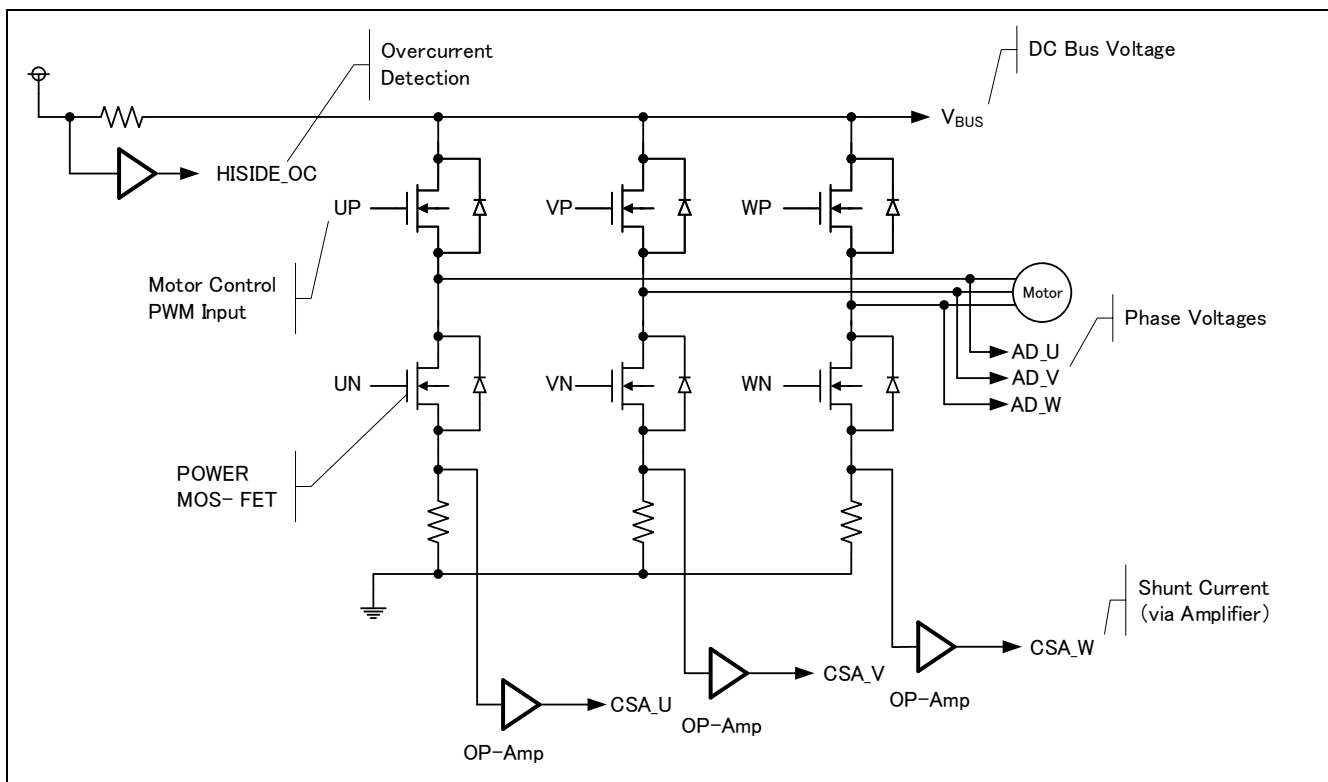 Overcurrent
Detection
DC Bus Voltage
V_BUS
HISIDE_OC
UP
VP
WP
Motor Control
PWM Input
Motor
Phase Voltages
AD_U
AD_V
AD_W
UN
VN
WN
POWER
MOS- FET
Shunt Current
(via Amplifier)
CSA_W
CSA_V
CSA_U
OP-Amp
OP-Amp
OP-Amp